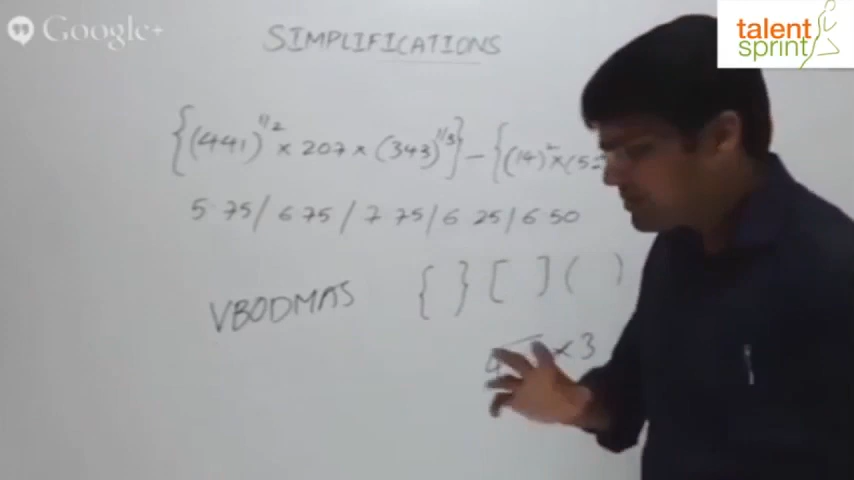 Google+
talent
sprint
SIMPLIFICATIONS
{(441)^1/2 × 207 × (343)^1/3} - {(14)^2 × (52
5 75 / 6 75 / 7 75 / 6 25 / 6 50
VBODMAS { } [ ] ( )
× 3